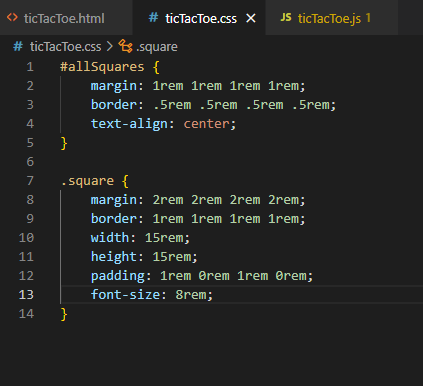 <> ticTacToe.html # ticTacToe.css × JS ticTacToe.js 1
# ticTacToe.css > .square
1 #allSquares {
2 margin: 1rem 1rem 1rem 1rem;
3 border: .5rem .5rem .5rem .5rem;
4 text-align: center;
5 }
6
7 .square {
8 margin: 2rem 2rem 2rem 2rem;
9 border: 1rem 1rem 1rem 1rem;
10 width: 15rem;
11 height: 15rem;
12 padding: 1rem 0rem 1rem 0rem;
13 font-size: 8rem;
14 }